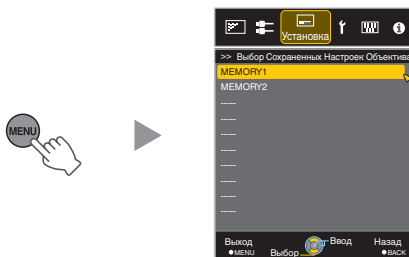 MENU
Установка
>> Выбор Сохраненных Настроек Объектива
MEMORY1
MEMORY2
-----
-----
-----
-----
-----
-----
-----
-----
Выход
●MENU
Выбор
Ввод
Назад
●BACK